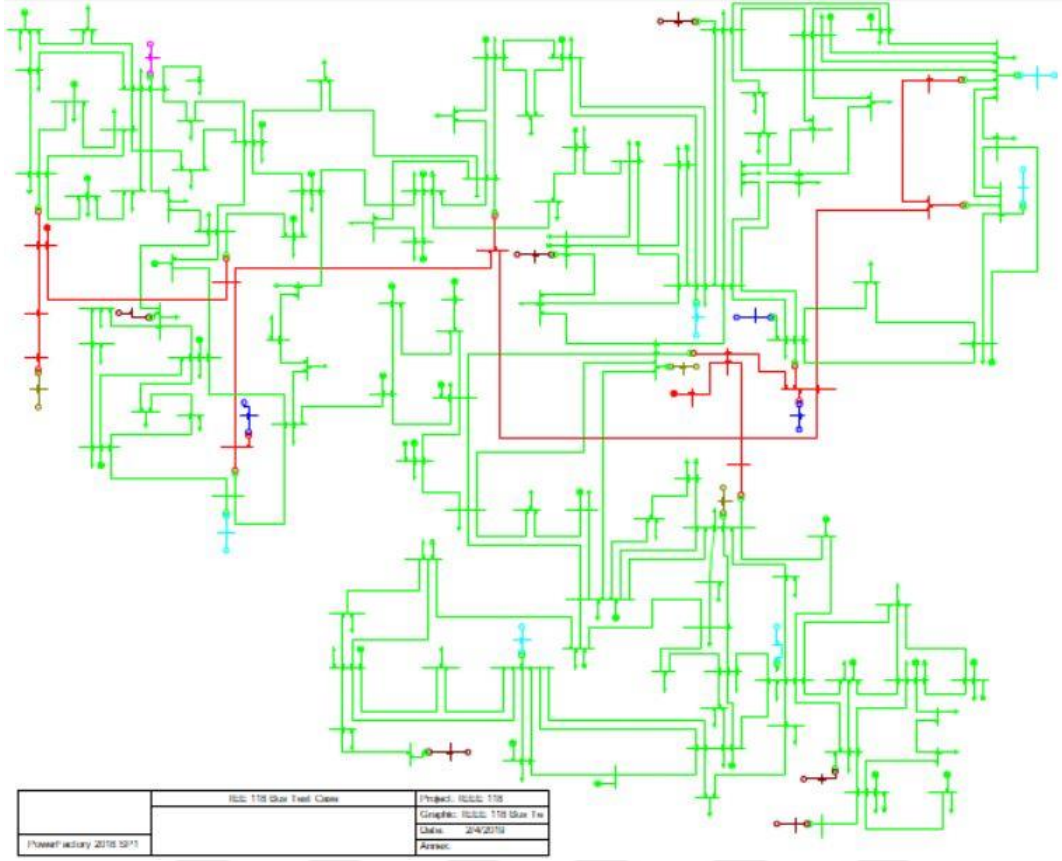 IEEE 118 Bus Test Case
Project: IEEE 118
Graphic: IEEE 118 Bus Te
Date: 2/4/2019
PowerFactory 2018 SP1
Annex: